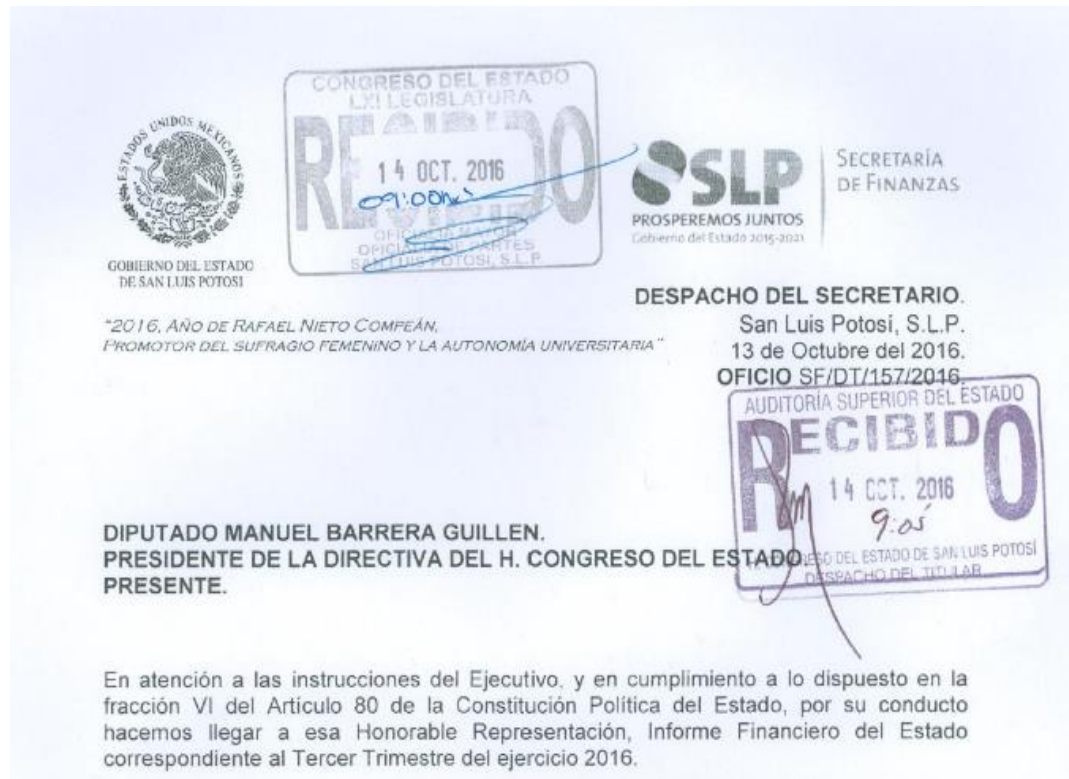 CONGRESO DEL ESTADO
LXI LEGISLATURA
RECIBIDO
14 OCT. 2016
09:00
OFICIALIA MAYOR
OFICIALIA DE PARTES
SAN LUIS POTOSI, S.L.P.
ESTADOS UNIDOS MEXICANOS
GOBIERNO DEL ESTADO
DE SAN LUIS POTOSI
SLP
PROSPEREMOS JUNTOS
Gobierno del Estado 2015-2021
SECRETARÍA
DE FINANZAS
DESPACHO DEL SECRETARIO.
San Luis Potosí, S.L.P.
13 de Octubre del 2016.
OFICIO SF/DT/157/2016.
"2016, AÑO DE RAFAEL NIETO COMPEÁN,
PROMOTOR DEL SUFRAGIO FEMENINO Y LA AUTONOMÍA UNIVERSITARIA"
AUDITORÍA SUPERIOR DEL ESTADO
RECIBIDO
14 OCT. 2016
9:05
CONGRESO DEL ESTADO DE SAN LUIS POTOSÍ
DESPACHO DEL TITULAR
DIPUTADO MANUEL BARRERA GUILLEN.
PRESIDENTE DE LA DIRECTIVA DEL H. CONGRESO DEL ESTADO.
PRESENTE.
En atención a las instrucciones del Ejecutivo, y en cumplimiento a lo dispuesto en la
fracción VI del Artículo 80 de la Constitución Política del Estado, por su conducto
hacemos llegar a esa Honorable Representación, Informe Financiero del Estado
correspondiente al Tercer Trimestre del ejercicio 2016.